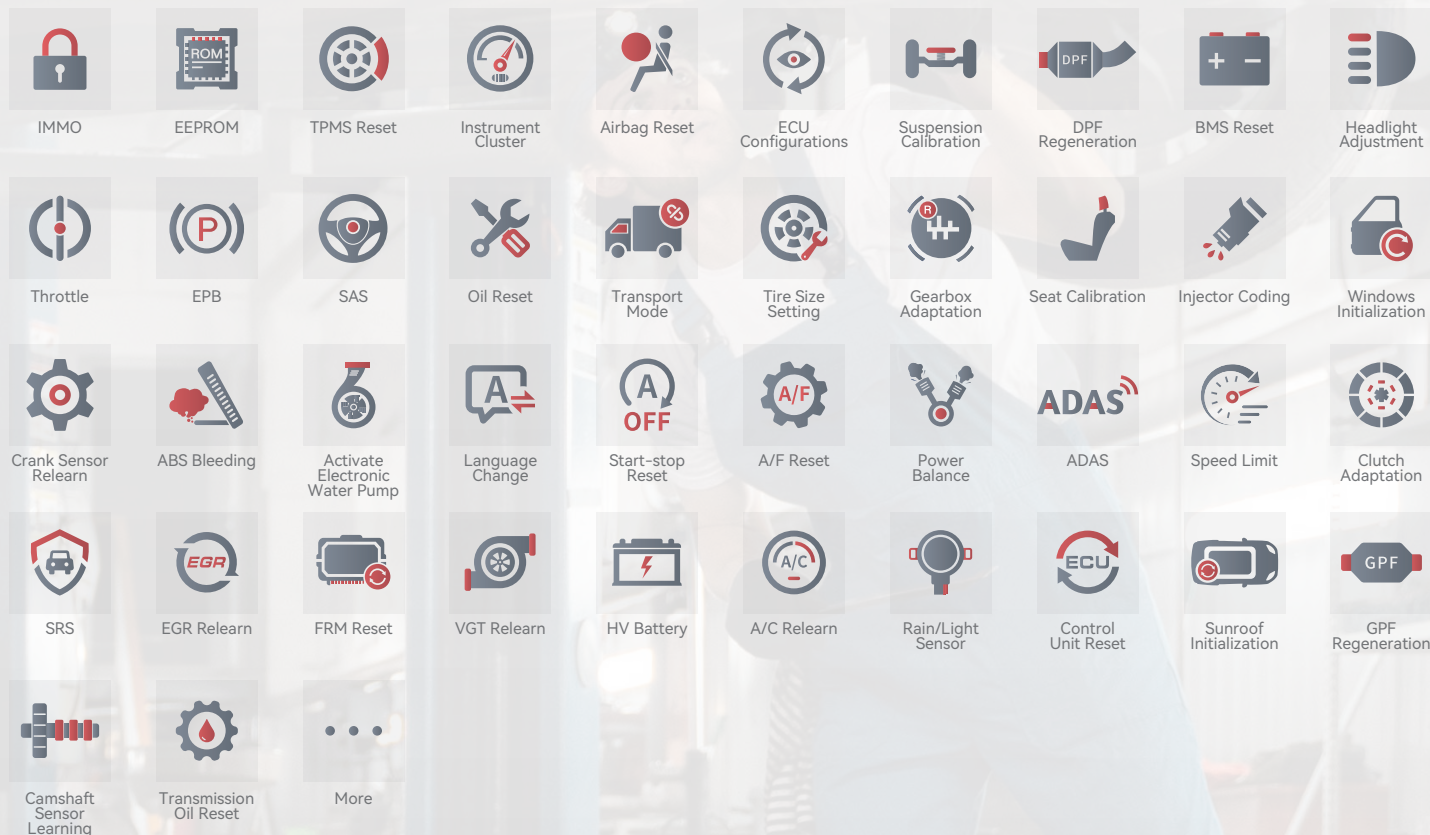 ROM
DPF
IMMO
EEPROM
TPMS Reset
Instrument
Cluster
Airbag Reset
ECU
Configurations
Suspension
Calibration
DPF
Regeneration
BMS Reset
Headlight
Adjustment
P
R
Throttle
EPB
SAS
Oil Reset
Transport
Mode
Tire Size
Setting
Gearbox
Adaptation
Seat Calibration
Injector Coding
Windows
Initialization
A
A
OFF
A/F
ADAS
Crank Sensor
Relearn
ABS Bleeding
Activate
Electronic
Water Pump
Language
Change
Start-stop
Reset
A/F Reset
Power
Balance
ADAS
Speed Limit
Clutch
Adaptation
EGR
A/C
ECU
GPF
SRS
EGR Relearn
FRM Reset
VGT Relearn
HV Battery
A/C Relearn
Rain/Light
Sensor
Control
Unit Reset
Sunroof
Initialization
GPF
Regeneration
Camshaft
Sensor
Learning
Transmission
Oil Reset
More